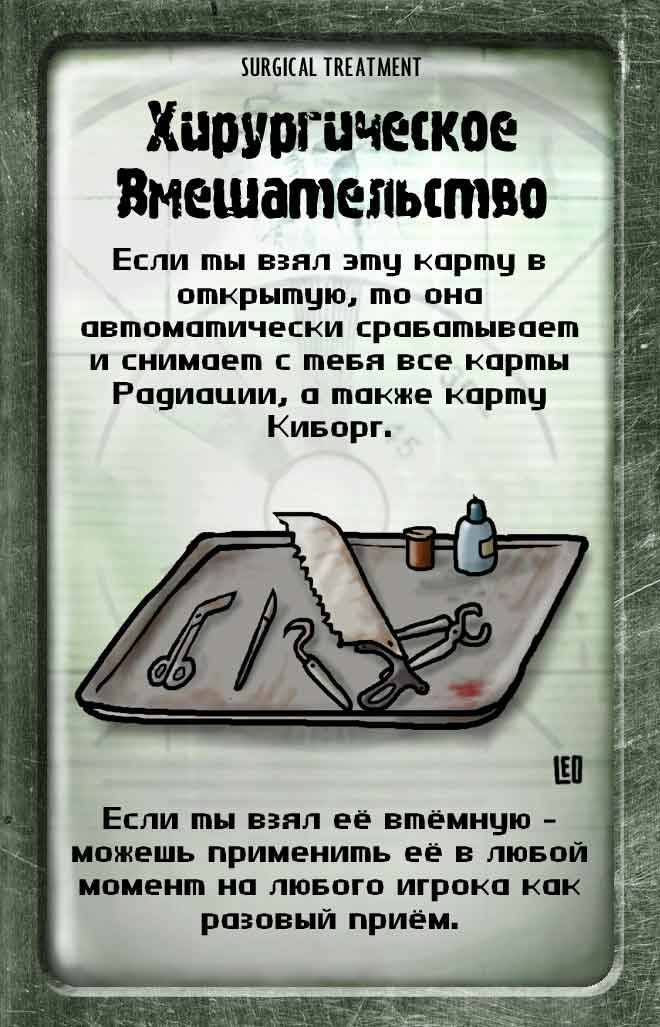 SURGICAL TREATMENT
Хирургическое
Вмешательство
Если ты взял эту карту в
открытую, то она
автоматически срабатывает
и снимает с тебя все карты
Радиации, а также карту
Киборг.
45
LEO
Если ты взял её втёмную -
можешь применить её в любой
момент на любого игрока как
разовый приём.